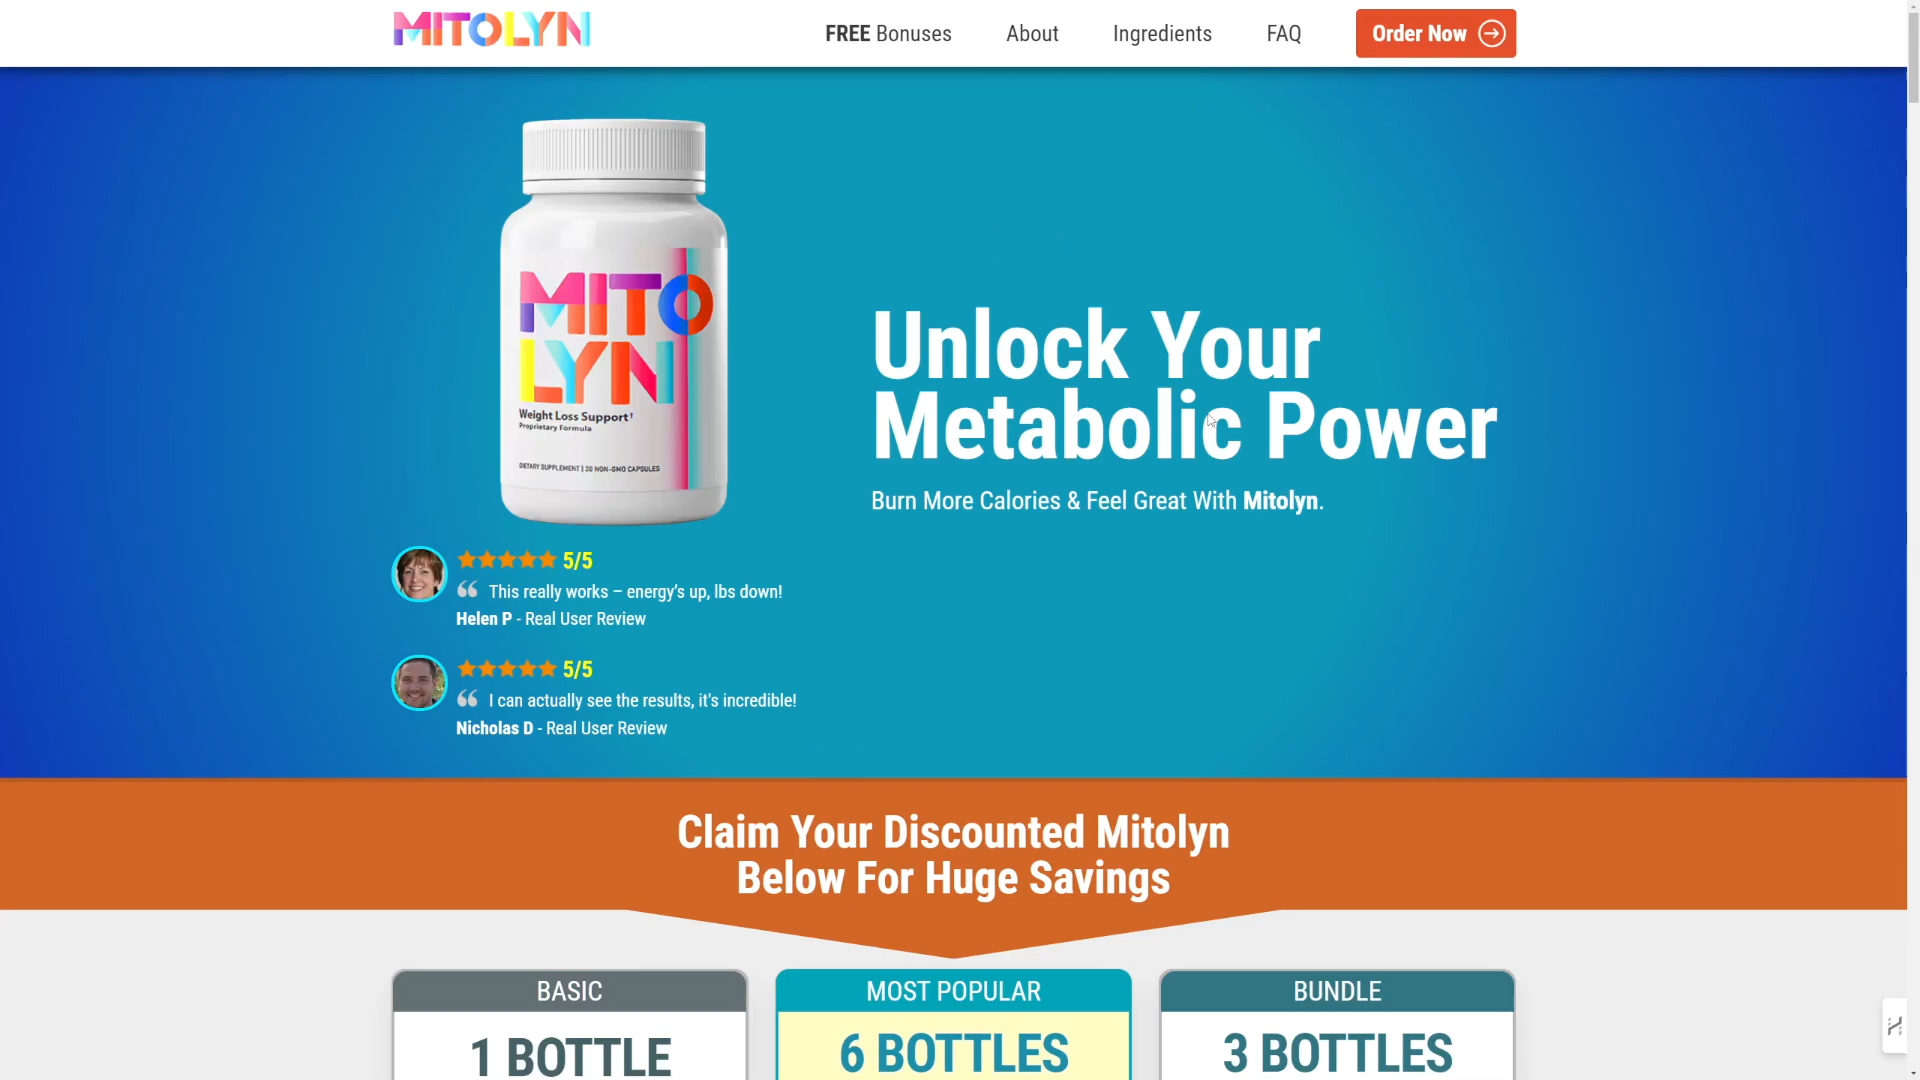 MITOLYN
FREE Bonuses
About
Ingredients
FAQ
Order Now
MITO
LYN
Weight Loss Support†
Proprietary Formula
DIETARY SUPPLEMENT | 30 NON-GMO CAPSULES
Unlock Your
Metabolic Power
Burn More Calories & Feel Great With Mitolyn.
5/5
“ This really works – energy’s up, lbs down!
Helen P - Real User Review
5/5
“ I can actually see the results, it's incredible!
Nicholas D - Real User Review
Claim Your Discounted Mitolyn
Below For Huge Savings
BASIC
1 BOTTLE
MOST POPULAR
6 BOTTLES
BUNDLE
3 BOTTLES